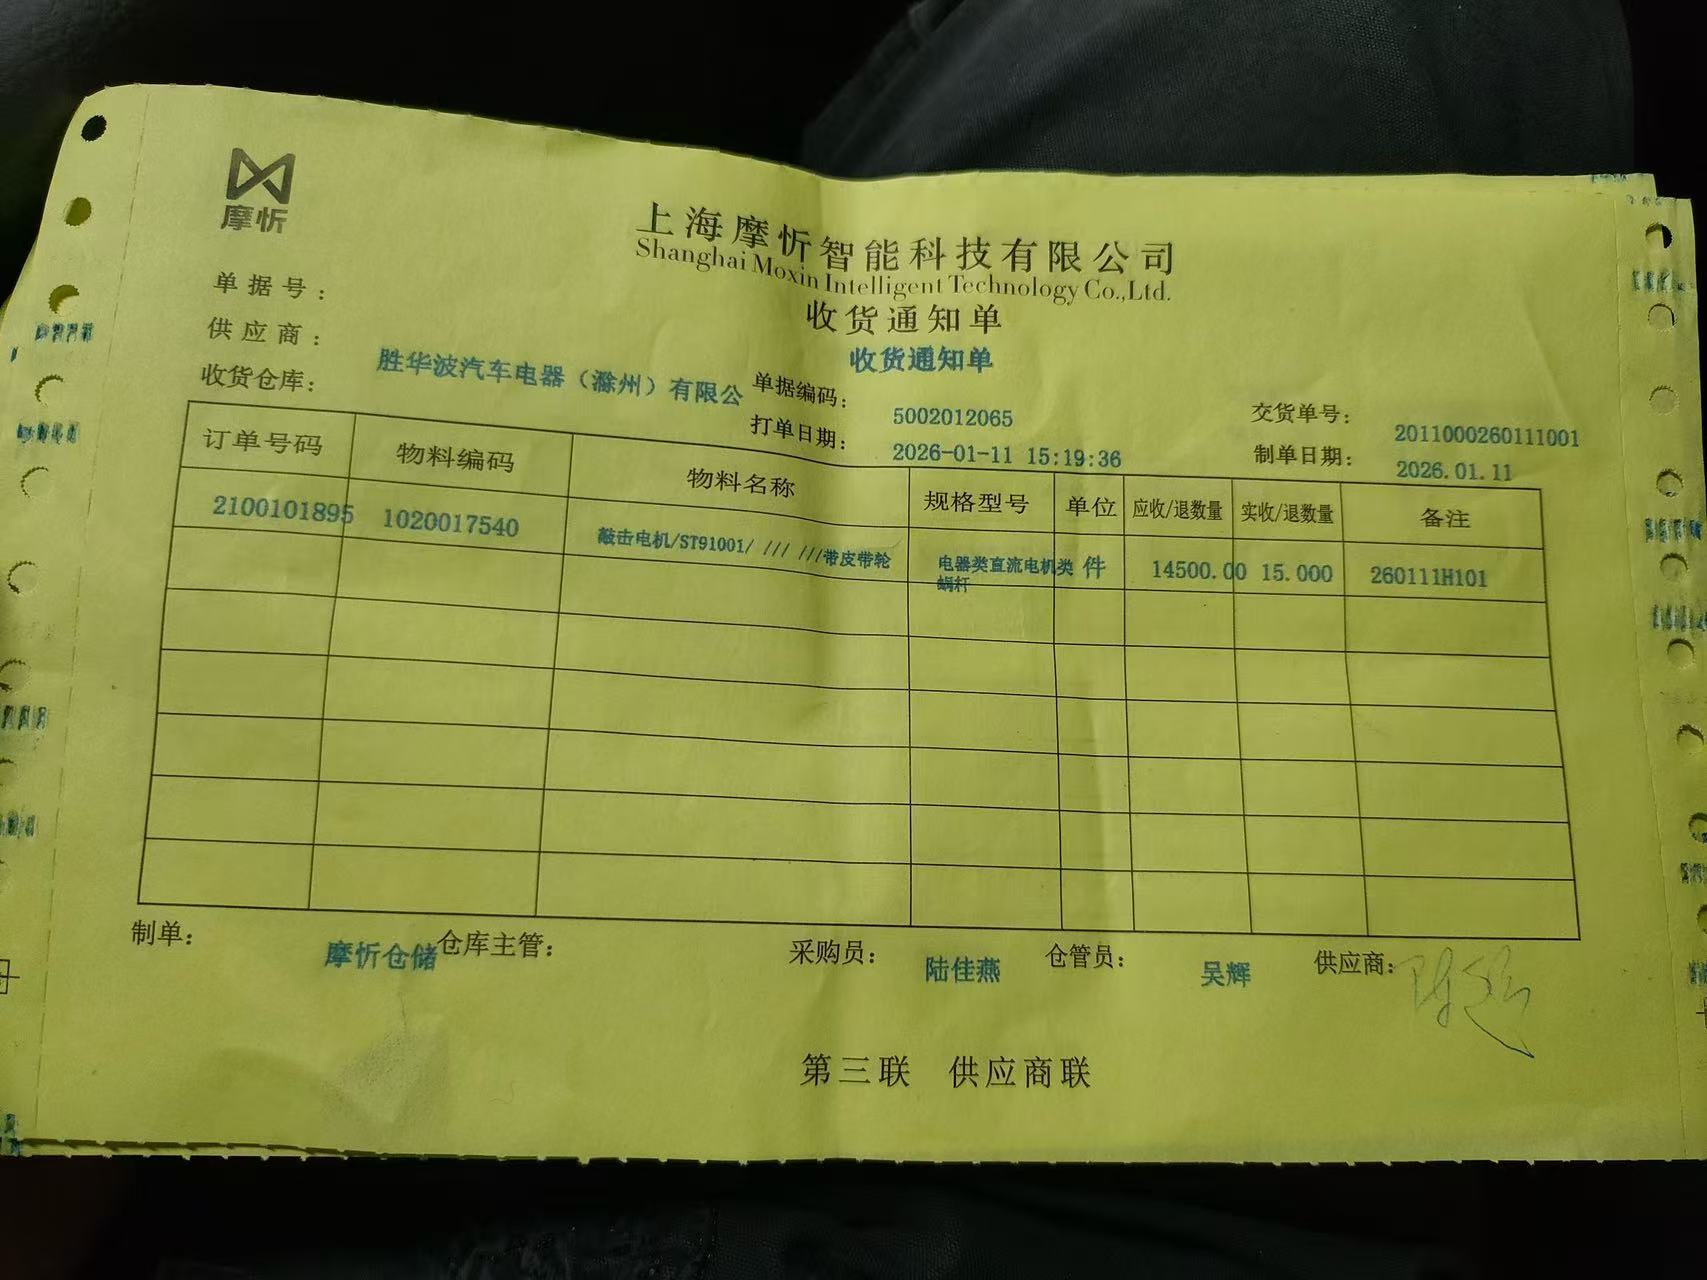 摩忻
上海摩忻智能科技有限公司
Shanghai Moxin Intelligent Technology Co.,Ltd.
收货通知单
收货通知单
单据号：
供应商：
收货仓库： 胜华波汽车电器（滁州）有限公
单据编码： 5002012065
交货单号： 2011000260111001
打单日期： 2026-01-11 15:19:36
制单日期： 2026.01.11
订单号码 物料编码 物料名称 规格型号 单位 应收/退数量 实收/退数量 备注
2100101895 1020017540 敲击电机/ST91001/ /// ///带皮带轮 电器类直流电机类 件 14500.00 15.000 260111H101
蜗杆
制单： 摩忻仓储 仓库主管： 采购员： 陆佳燕 仓管员： 吴辉 供应商：
第三联 供应商联